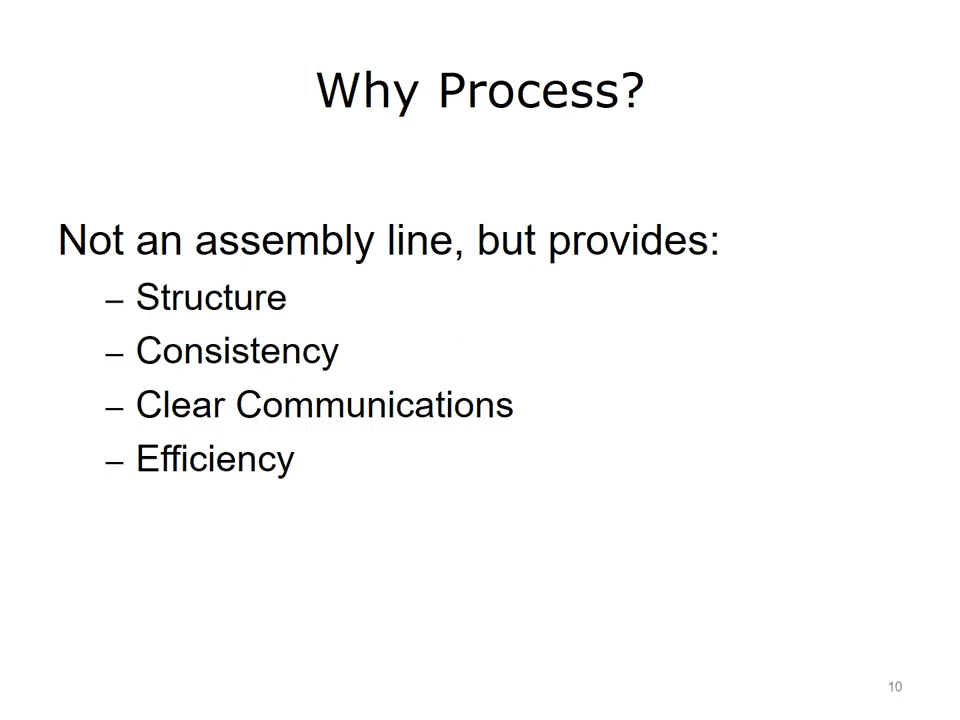 Why Process?
Not an assembly line, but provides:
– Structure
– Consistency
– Clear Communications
– Efficiency
10